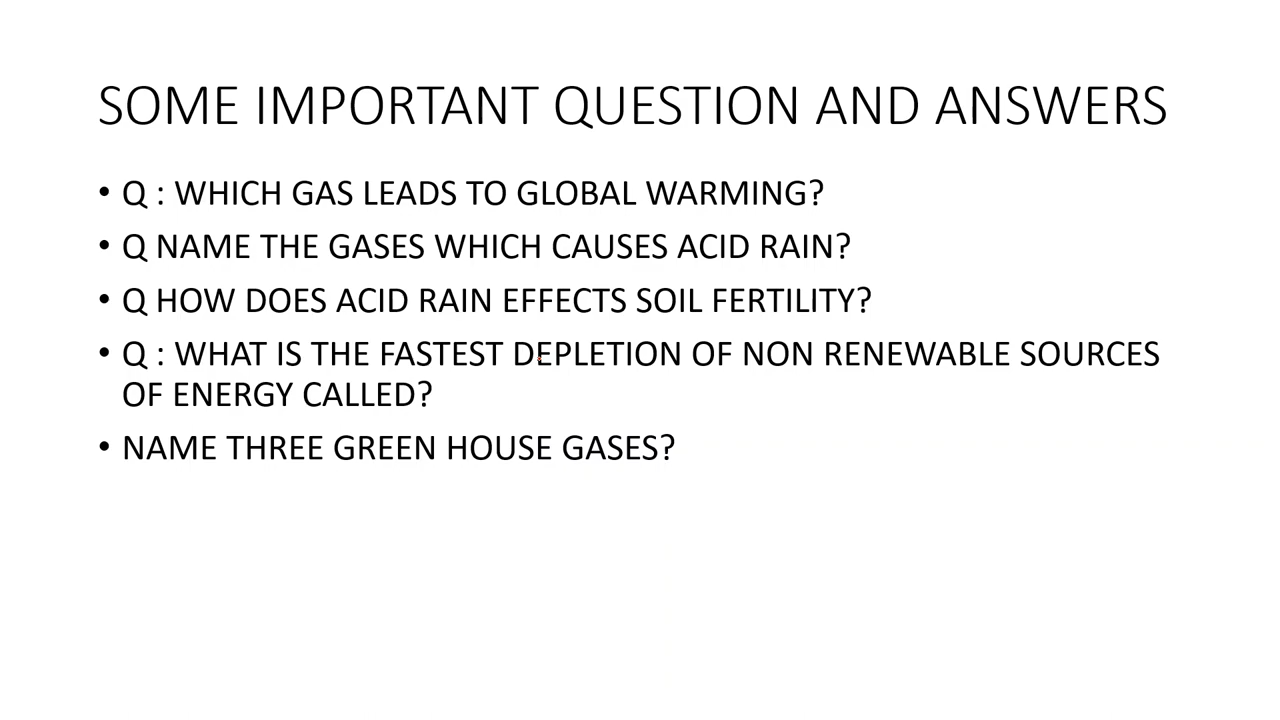 SOME IMPORTANT QUESTION AND ANSWERS
• Q : WHICH GAS LEADS TO GLOBAL WARMING?
• Q NAME THE GASES WHICH CAUSES ACID RAIN?
• Q HOW DOES ACID RAIN EFFECTS SOIL FERTILITY?
• Q : WHAT IS THE FASTEST DEPLETION OF NON RENEWABLE SOURCES
OF ENERGY CALLED?
• NAME THREE GREEN HOUSE GASES?